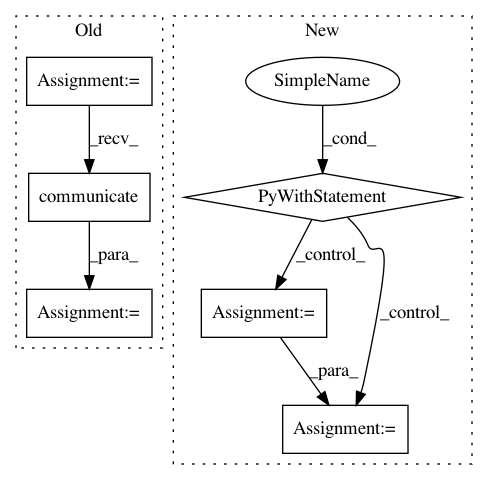 Old
New
Assignment:=
SimpleName
_recv_
_cond_
communicate
PyWithStatement
_para_
_control_
_control_
Assignment:=
Assignment:=
_para_
Assignment:=